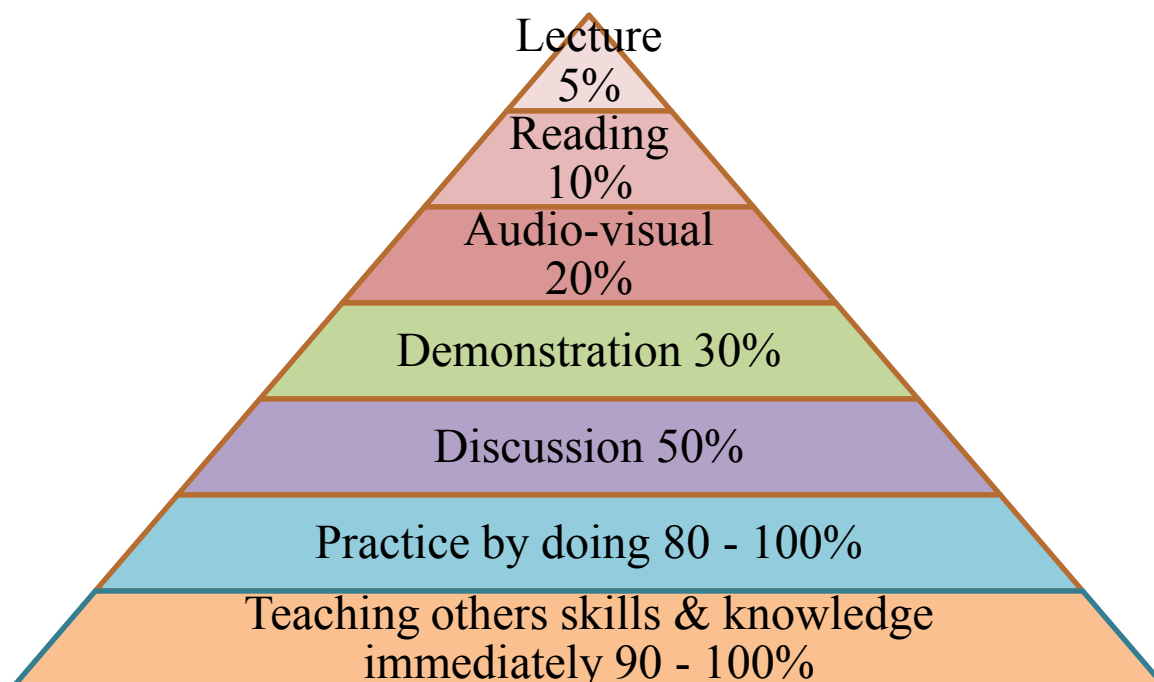 Lecture
5%
Reading
10%
Audio-visual
20%
Demonstration 30%
Discussion 50%
Practice by doing 80 - 100%
Teaching others skills & knowledge
immediately 90 - 100%